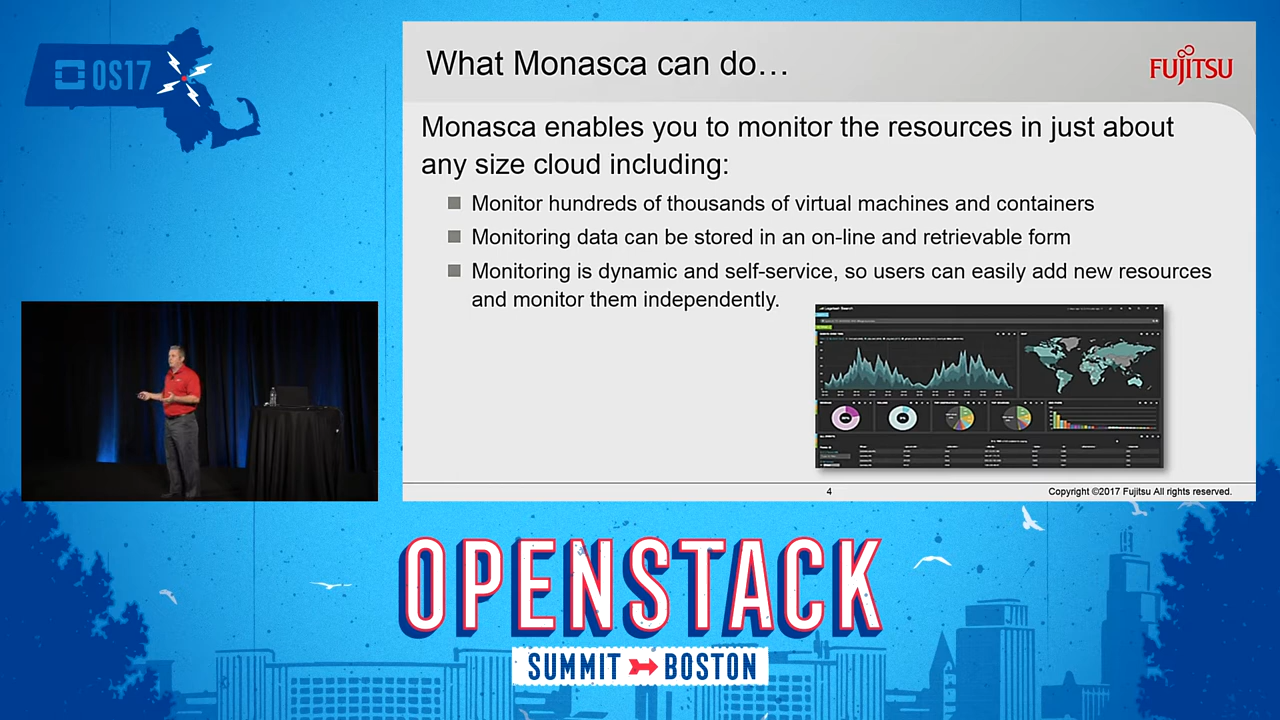 OS17
What Monasca can do…
FUJITSU
Monasca enables you to monitor the resources in just about
any size cloud including:
Monitor hundreds of thousands of virtual machines and containers
Monitoring data can be stored in an on-line and retrievable form
Monitoring is dynamic and self-service, so users can easily add new resources
and monitor them independently.
4
Copyright ©2017 Fujitsu All rights reserved.
OPENSTACK
SUMMIT BOSTON